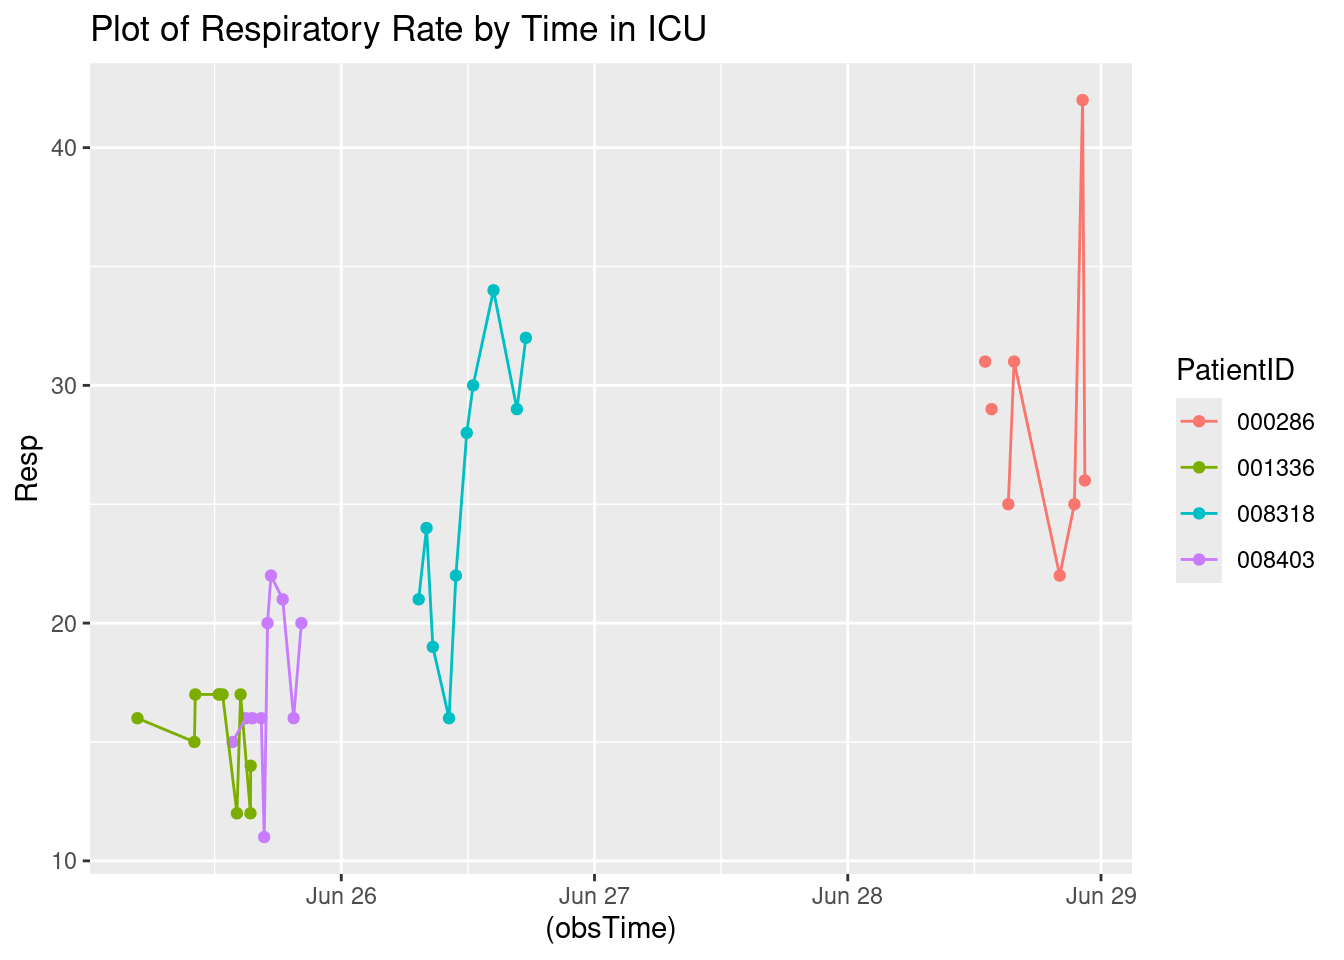 Plot of Respiratory Rate by Time in ICU
Resp
40
30
20
10
Jun 26
Jun 27
Jun 28
Jun 29
(obsTime)
PatientID
000286
001336
008318
008403